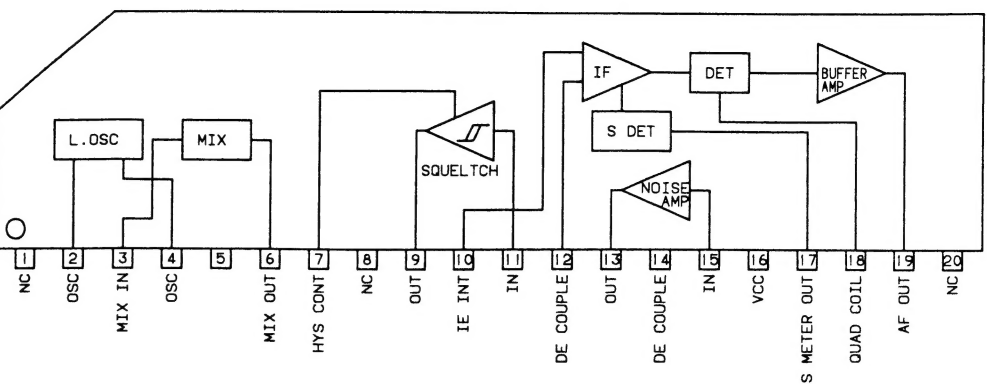 IF
DET
BUFFER
AMP
L.OSC
MIX
S DET
SQUELTCH
NOISE
AMP
1
2
3
4
5
6
7
8
9
10
11
12
13
14
15
16
17
18
19
20
NC
OSC
MIX IN
OSC
MIX OUT
HYS CONT
NC
OUT
IE INT
IN
DE COUPLE
OUT
DE COUPLE
IN
VCC
S METER OUT
QUAD COIL
AF OUT
NC